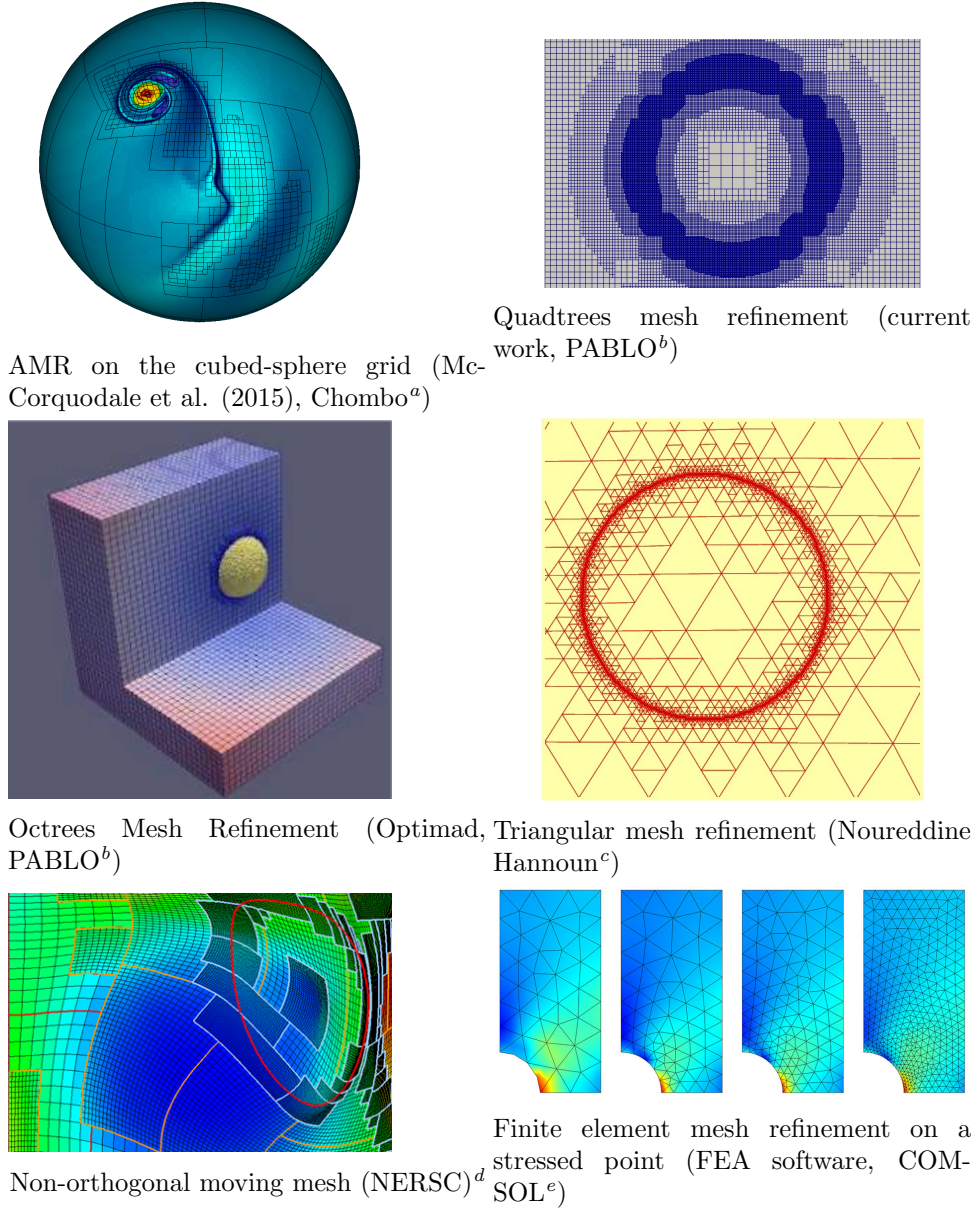 AMR on the cubed-sphere grid (Mc-
Corquodale et al. (2015), Chombo^a)
Quadtrees mesh refinement (current
work, PABLO^b)
Octrees Mesh Refinement (Optimad,
PABLO^b)
Triangular mesh refinement (Noureddine
Hannoun^c)
Non-orthogonal moving mesh (NERSC)^d
Finite element mesh refinement on a
stressed point (FEA software, COM-
SOL^e)